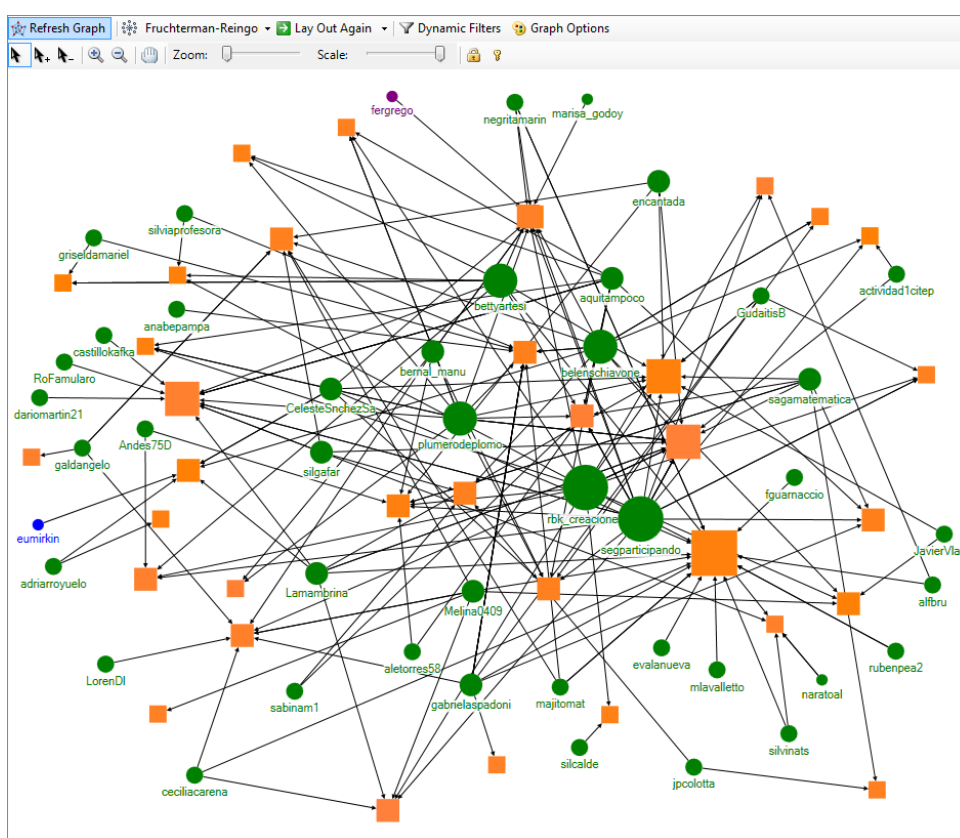 Refresh Graph Fruchterman-Reingo Lay Out Again Dynamic Filters Graph Options
Zoom: Scale:
fergrego
negritamarin
marisa_godoy
encantada
silviaprofesora
griseldamariel
actividad1citep
aquitampoco
bettyartesi
GudaitisB
anabepampa
castillokafka
bernal_manu
belenschiavone
RoFamularo
CelesteSnchezSa
sagamatematica
dariomartin21
Andes75D
plumerodeplomo
galdangelo
silgafar
fguarnaccio
rbk_creacione
eumirkin
segparticipando
JavierVla
adriarroyuelo
Lamambrina
alfbru
Melina0409
evalanueva
rubenpea2
LorenDI
aletorres58
mlavalletto
naratoal
sabinam1
gabrielaspadoni
majitomat
silvinats
silcalde
jpcolotta
ceciliacarena